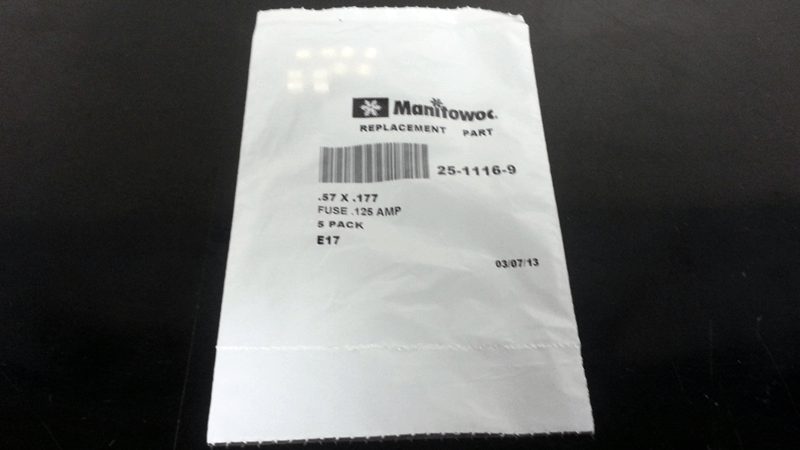 Manitowoc
REPLACEMENT PART
25-1116-9
.57 X .177
FUSE .125 AMP
5 PACK
E17
03/07/13